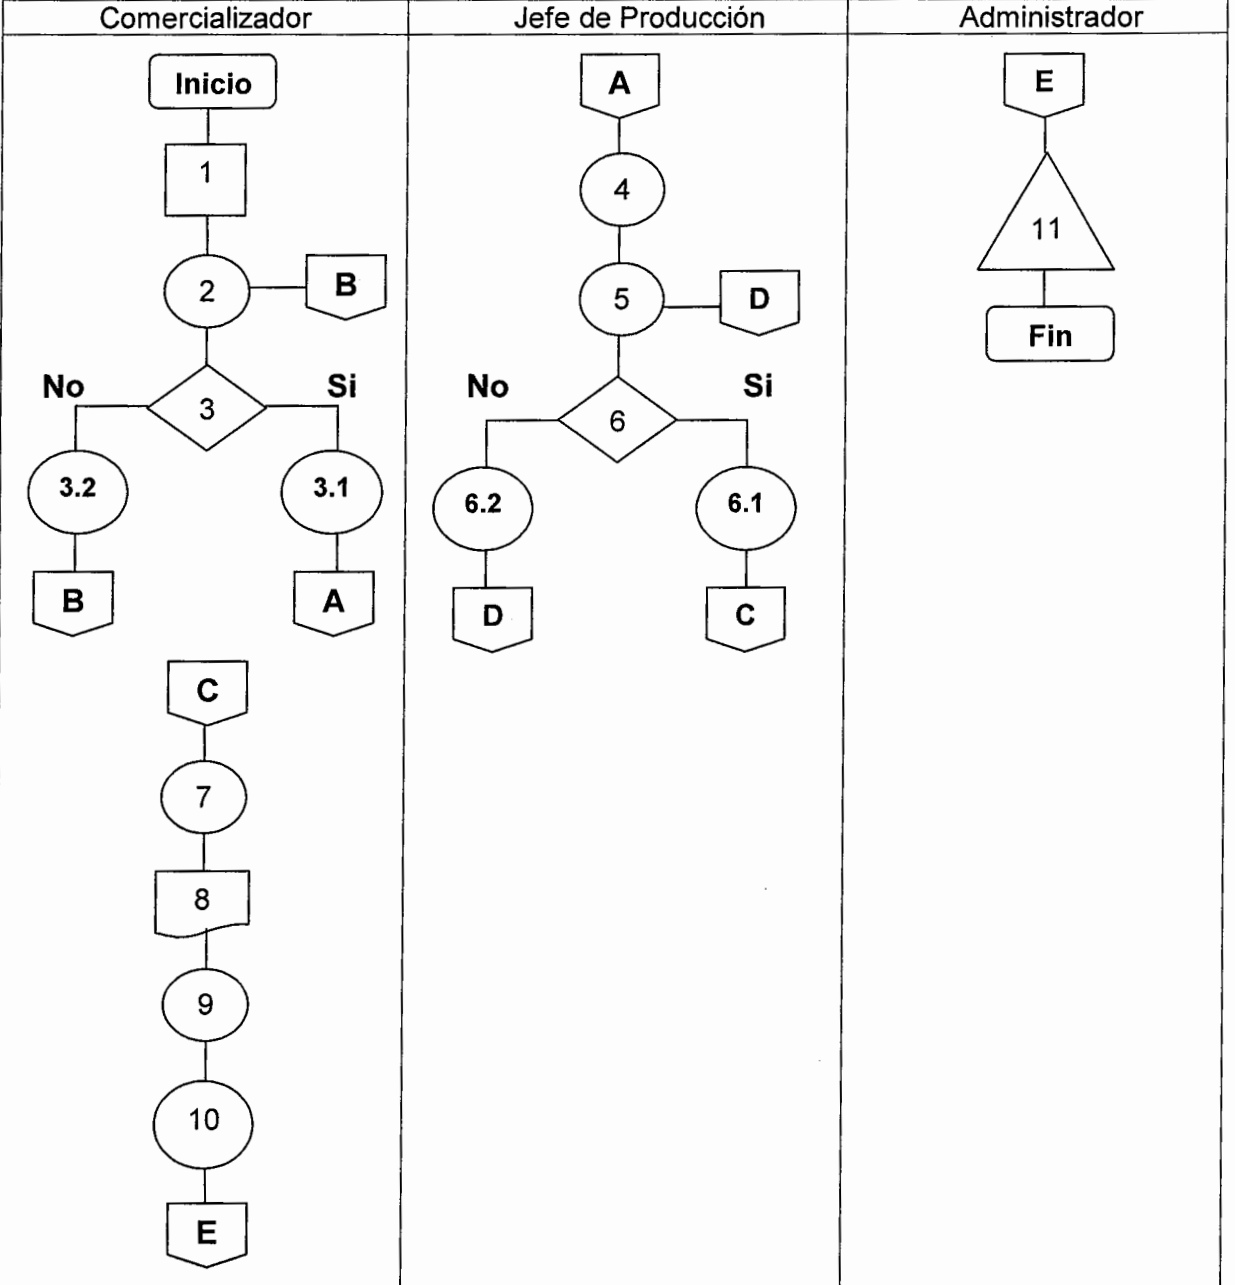 Comercializador
Jefe de Producción
Administrador
Inicio
1
2
B
No
3
Si
3.2
3.1
B
A
C
7
8
9
10
E
A
4
5
D
No
6
Si
6.2
6.1
D
C
E
11
Fin